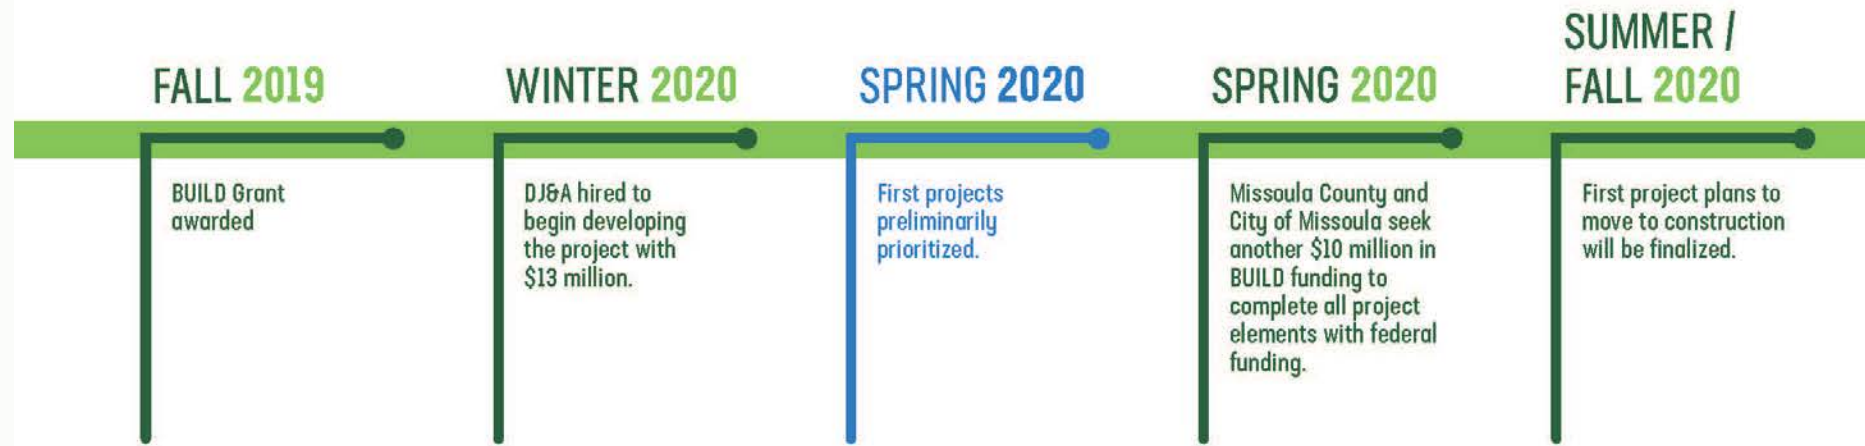 FALL 2019
BUILD Grant
awarded
WINTER 2020
DJ&A hired to
begin developing
the project with
$13 million.
SPRING 2020
First projects
preliminarily
prioritized.
SPRING 2020
Missoula County and
City of Missoula seek
another $10 million in
BUILD funding to
complete all project
elements with federal
funding.
SUMMER /
FALL 2020
First project plans to
move to construction
will be finalized.